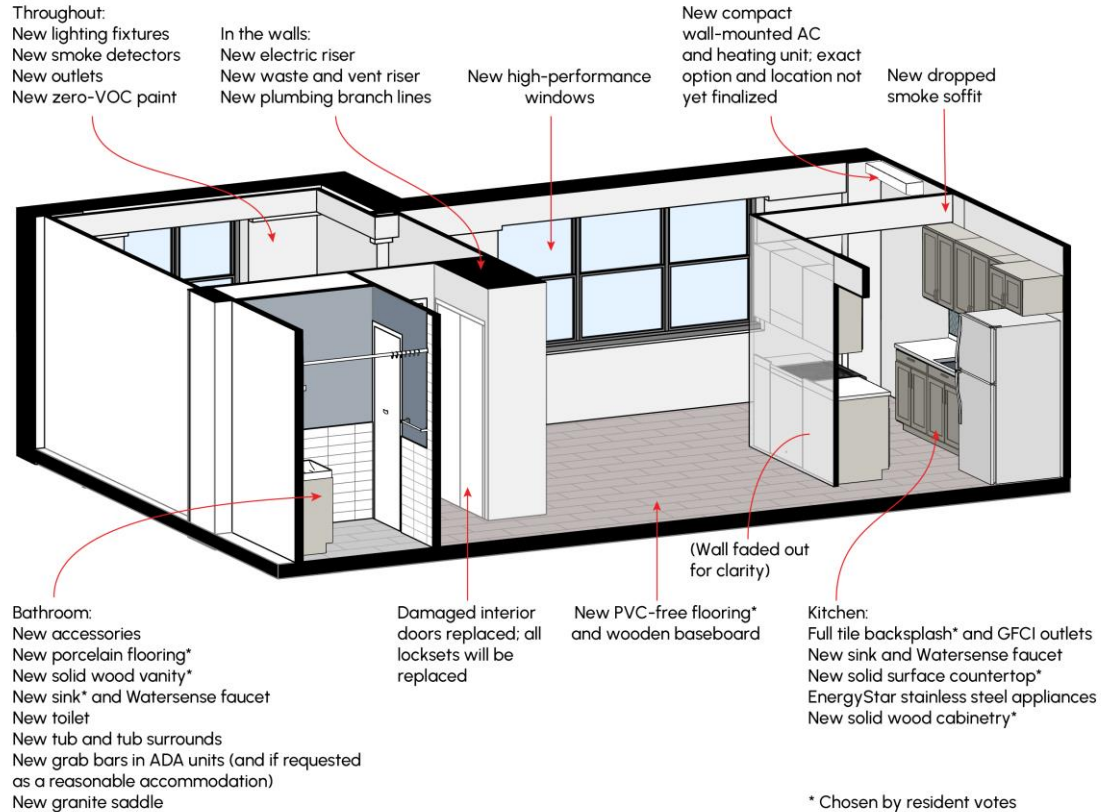 Throughout:
New lighting fixtures
New smoke detectors
New outlets
New zero-VOC paint
In the walls:
New electric riser
New waste and vent riser
New plumbing branch lines
New high-performance
windows
New compact
wall-mounted AC
and heating unit; exact
option and location not
yet finalized
New dropped
smoke soffit
(Wall faded out
for clarity)
Bathroom:
New accessories
New porcelain flooring*
New solid wood vanity*
New sink* and Watersense faucet
New toilet
New tub and tub surrounds
New grab bars in ADA units (and if requested
as a reasonable accommodation)
New granite saddle
Damaged interior
doors replaced; all
locksets will be
replaced
New PVC-free flooring*
and wooden baseboard
Kitchen:
Full tile backsplash* and GFCI outlets
New sink and Watersense faucet
New solid surface countertop*
EnergyStar stainless steel appliances
New solid wood cabinetry*
* Chosen by resident votes